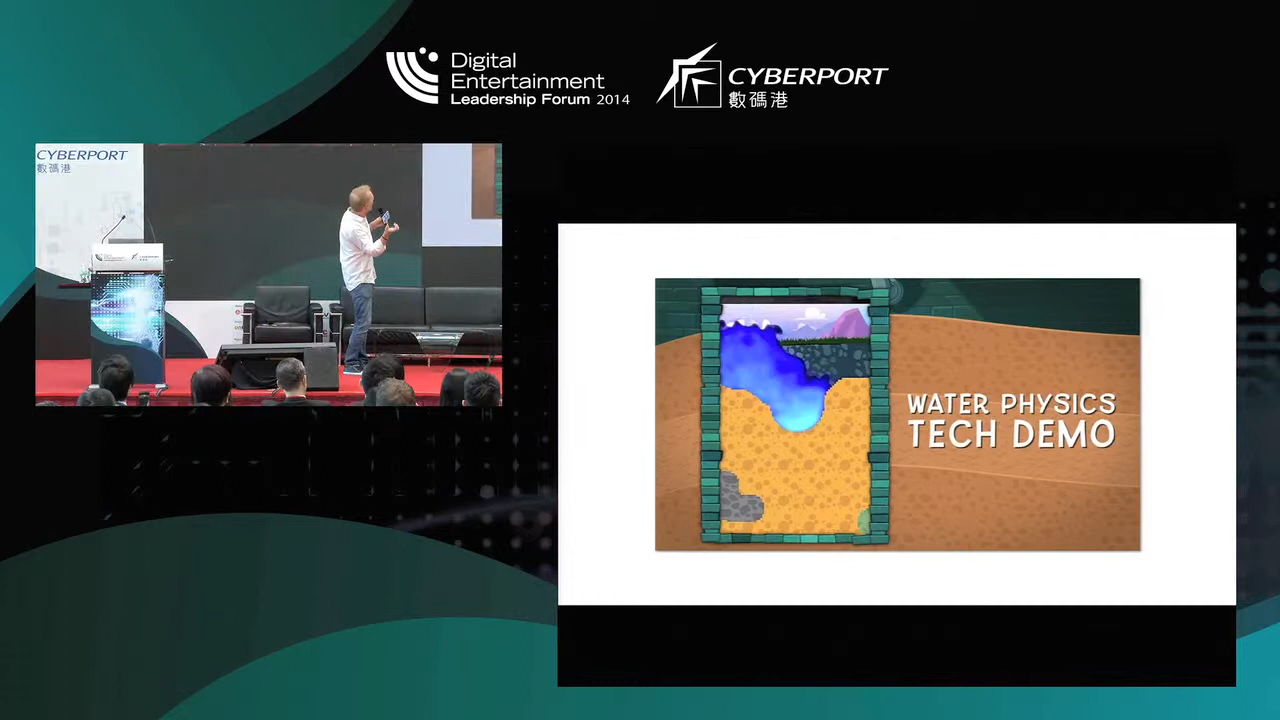 Digital
Entertainment
Leadership Forum 2014
CYBERPORT
數碼港
CYBERPORT
數碼港
WATER PHYSICS
TECH DEMO